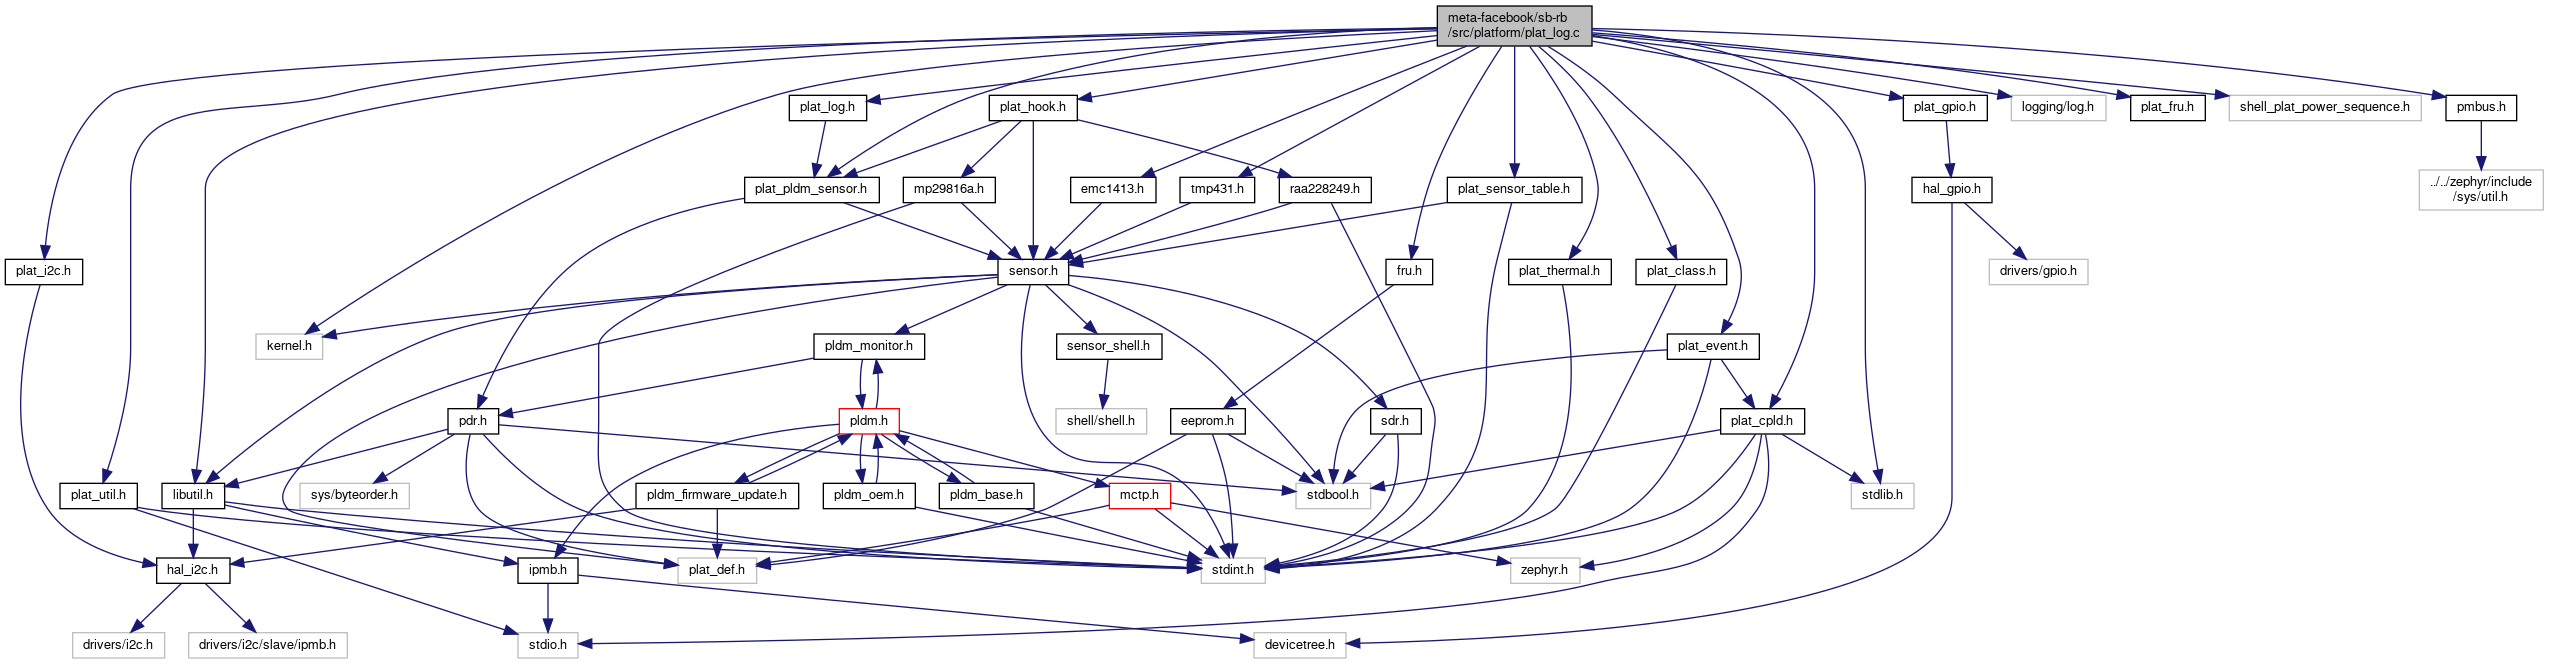 meta-facebook/sb-rb
/src/platform/plat_log.c
plat_log.h
plat_hook.h
plat_gpio.h
logging/log.h
plat_fru.h
shell_plat_power_sequence.h
pmbus.h
plat_pldm_sensor.h
mp29816a.h
emc1413.h
tmp431.h
raa228249.h
plat_sensor_table.h
hal_gpio.h
../../zephyr/include
/sys/util.h
plat_i2c.h
sensor.h
fru.h
plat_thermal.h
plat_class.h
drivers/gpio.h
kernel.h
pldm_monitor.h
sensor_shell.h
plat_event.h
pdr.h
pldm.h
shell/shell.h
eeprom.h
sdr.h
plat_cpld.h
plat_util.h
libutil.h
sys/byteorder.h
pldm_firmware_update.h
pldm_oem.h
pldm_base.h
mctp.h
stdbool.h
stdlib.h
hal_i2c.h
ipmb.h
plat_def.h
stdint.h
zephyr.h
drivers/i2c.h
drivers/i2c/slave/ipmb.h
stdio.h
devicetree.h